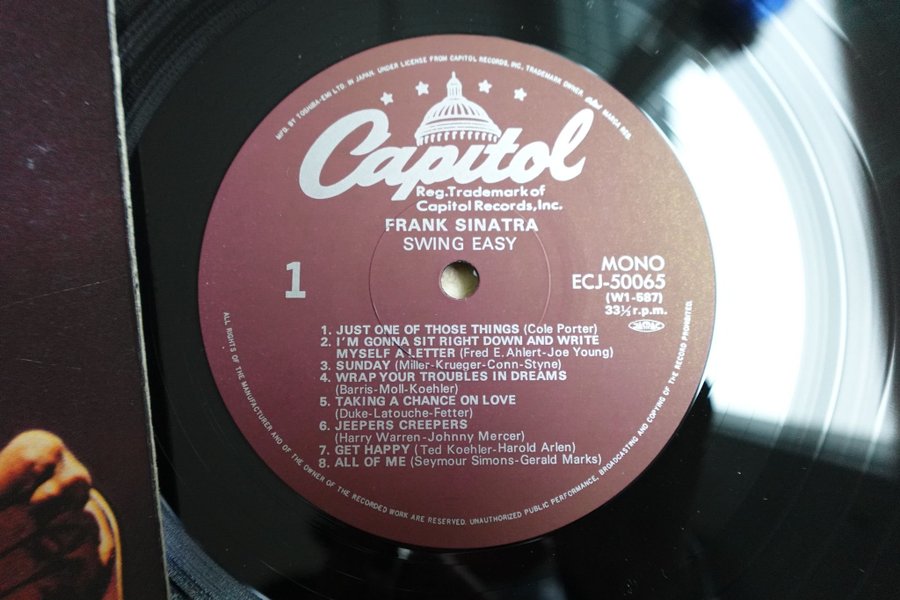 MFD. BY TOSHIBA-EMI LTD. IN JAPAN. UNDER LICENSE FROM CAPITOL RECORDS, INC., TRADEMARK OWNER. MARCA REG.
Capitol
Reg.Trademark of
Capitol Records,Inc.
FRANK SINATRA
SWING EASY
1
MONO
ECJ-50065
(W1-587)
33⅓ r.p.m.
1. JUST ONE OF THOSE THINGS (Cole Porter)
2. I'M GONNA SIT RIGHT DOWN AND WRITE
MYSELF A LETTER (Fred E. Ahlert-Joe Young)
3. SUNDAY (Miller-Krueger-Conn-Styne)
4. WRAP YOUR TROUBLES IN DREAMS
(Barris-Moll-Koehler)
5. TAKING A CHANCE ON LOVE
(Duke-Latouche-Fetter)
6. JEEPERS CREEPERS
(Harry Warren-Johnny Mercer)
7. GET HAPPY (Ted Koehler-Harold Arlen)
8. ALL OF ME (Seymour Simons-Gerald Marks)
ALL RIGHTS OF THE MANUFACTURER AND OF THE OWNER OF THE RECORDED WORK ARE RESERVED. UNAUTHORIZED PUBLIC PERFORMANCE, BROADCASTING AND COPYING OF THE RECORD PROHIBITED.